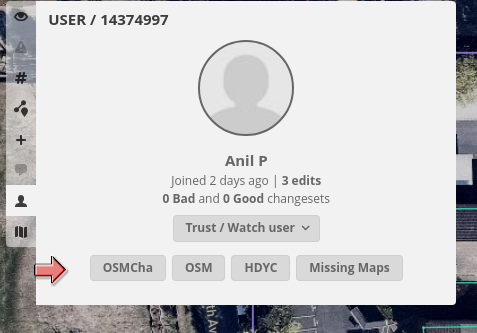 USER / 14374997
Anil P
Joined 2 days ago | 3 edits
0 Bad and 0 Good changesets
Trust / Watch user
OSMCha OSM HDYC Missing Maps